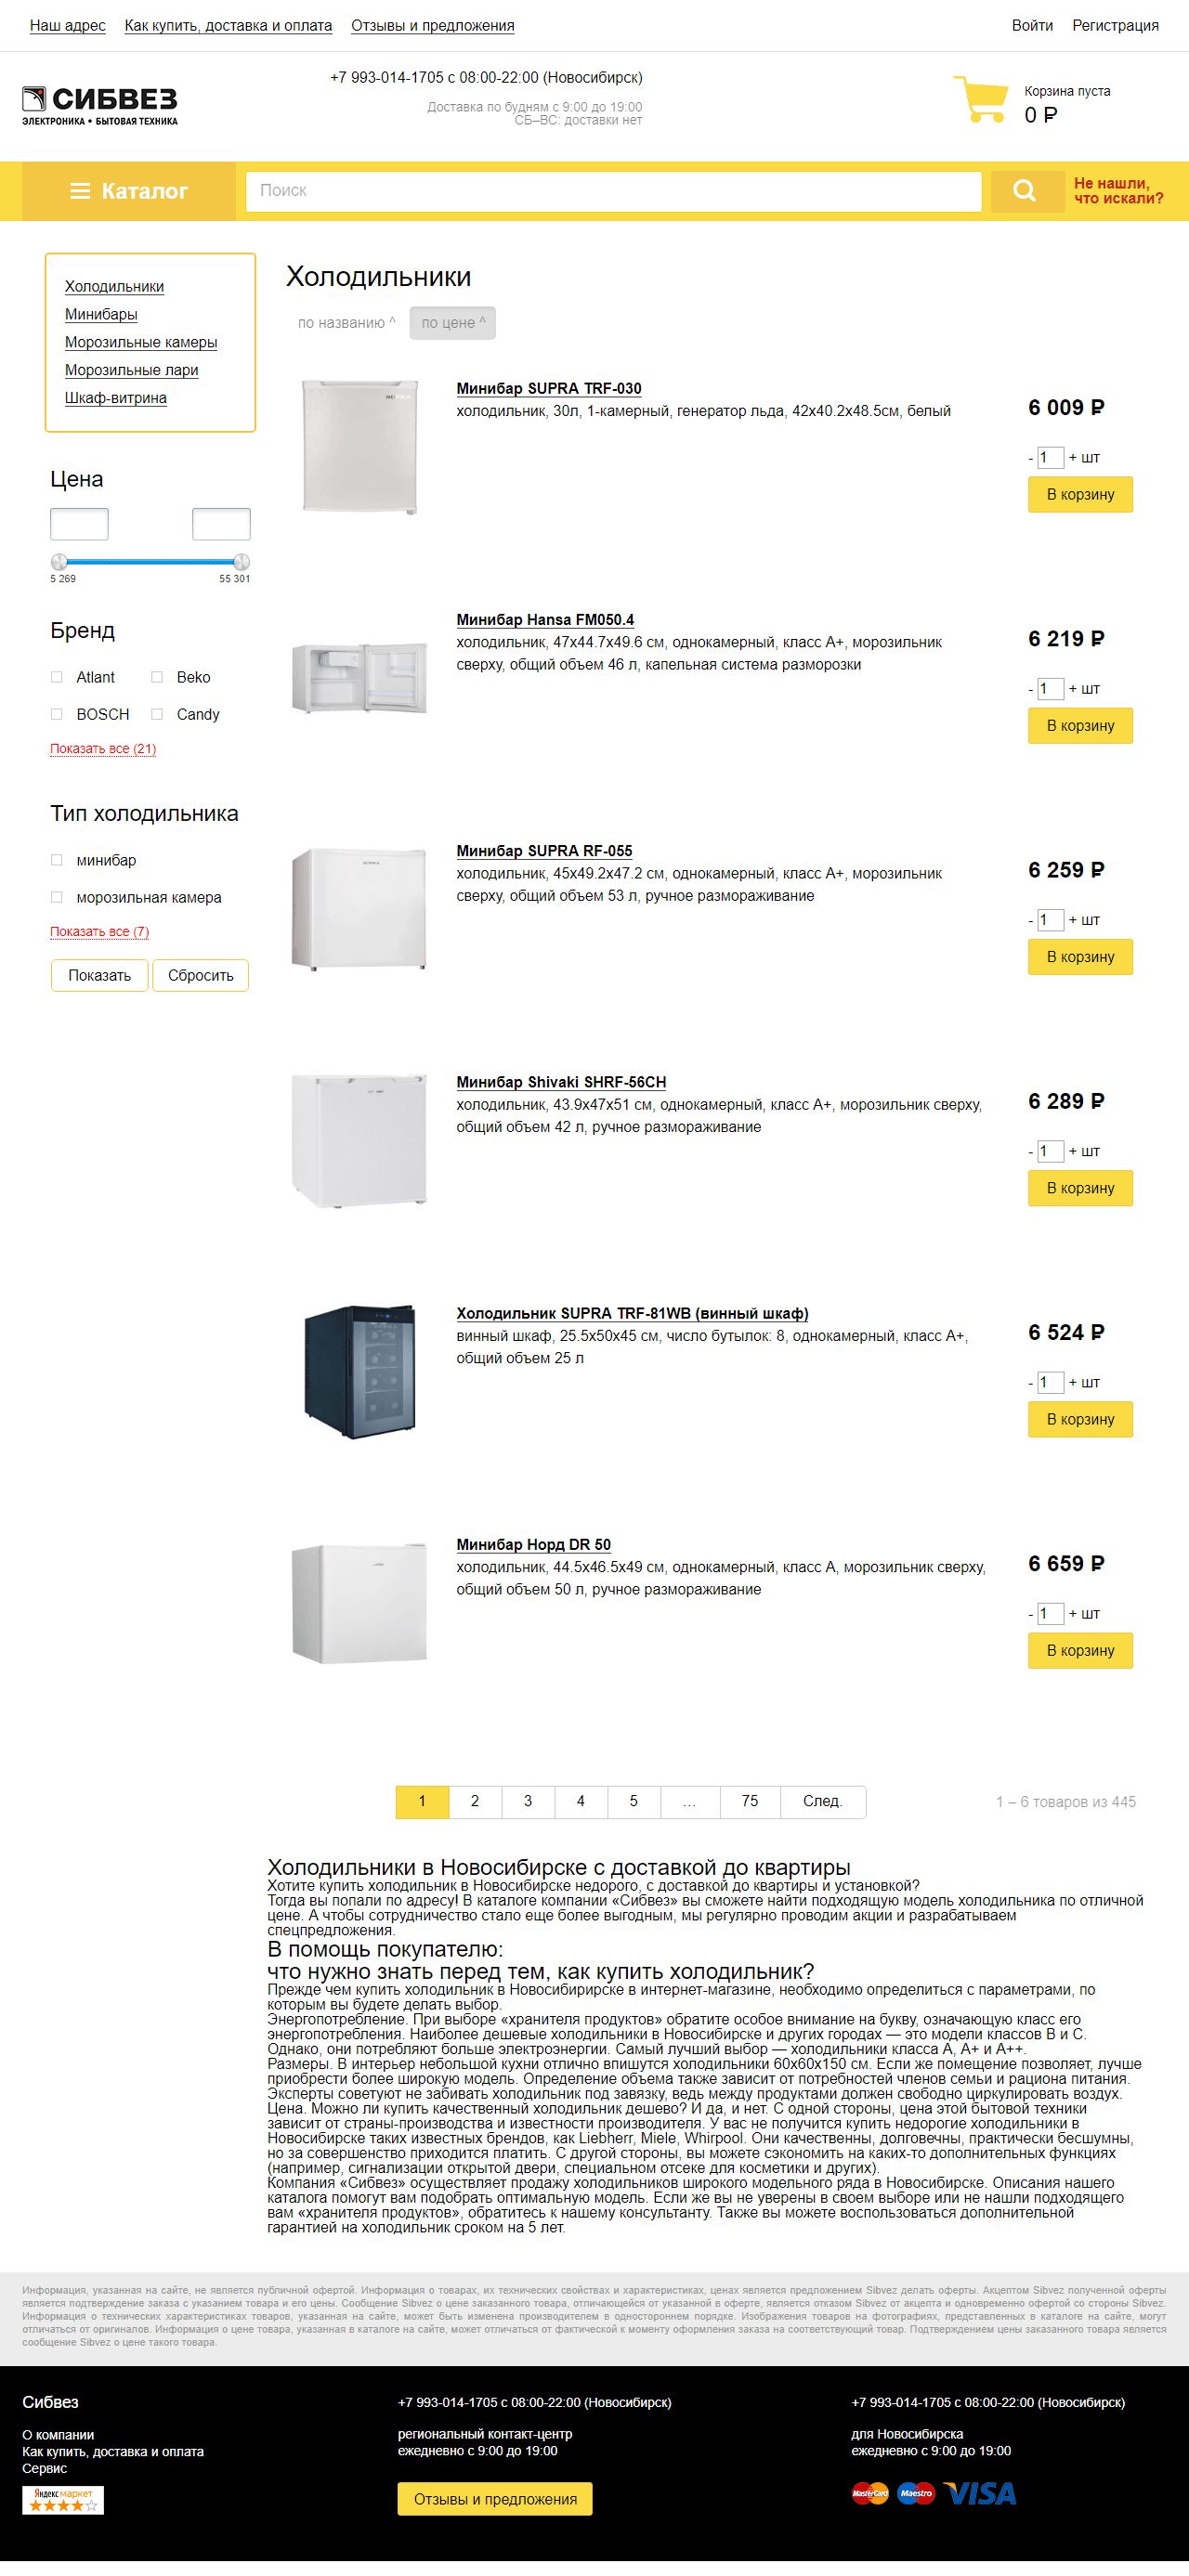 Наш адрес Как купить, доставка и оплата Отзывы и предложения Войти Регистрация
+7 993-014-1705 с 08:00-22:00 (Новосибирск)
Доставка по будням с 9:00 до 19:00
СБ–ВС: доставки нет
СИБВЕЗ
ЭЛЕКТРОНИКА • БЫТОВАЯ ТЕХНИКА
Корзина пуста
0 ₽
Каталог
Поиск
Не нашли,
что искали?
Холодильники
Минибары
Морозильные камеры
Морозильные лари
Шкаф-витрина
Цена
5 269 55 301
Бренд
Atlant Beko
BOSCH Candy
Показать все (21)
Тип холодильника
минибар
морозильная камера
Показать все (7)
Показать Сбросить
Холодильники
по названию ^ по цене ^
Минибар SUPRA TRF-030
холодильник, 30л, 1-камерный, генератор льда, 42х40.2х48.5см, белый
6 009 ₽
- 1 + шт
В корзину
Минибар Hansa FM050.4
холодильник, 47x44.7x49.6 см, однокамерный, класс A+, морозильник
сверху, общий объем 46 л, капельная система разморозки
6 219 ₽
- 1 + шт
В корзину
Минибар SUPRA RF-055
холодильник, 45x49.2x47.2 см, однокамерный, класс A+, морозильник
сверху, общий объем 53 л, ручное размораживание
6 259 ₽
- 1 + шт
В корзину
Минибар Shivaki SHRF-56CH
холодильник, 43.9x47x51 см, однокамерный, класс A+, морозильник сверху,
общий объем 42 л, ручное размораживание
6 289 ₽
- 1 + шт
В корзину
Холодильник SUPRA TRF-81WB (винный шкаф)
винный шкаф, 25.5x50x45 см, число бутылок: 8, однокамерный, класс A+,
общий объем 25 л
6 524 ₽
- 1 + шт
В корзину
Минибар Норд DR 50
холодильник, 44.5x46.5x49 см, однокамерный, класс A, морозильник сверху,
общий объем 50 л, ручное размораживание
6 659 ₽
- 1 + шт
В корзину
1 2 3 4 5 ... 75 След.
1 – 6 товаров из 445
Холодильники в Новосибирске с доставкой до квартиры
Хотите купить холодильник в Новосибирске недорого, с доставкой до квартиры и установкой?
Тогда вы попали по адресу! В каталоге компании «Сибвез» вы сможете найти подходящую модель холодильника по отличной
цене. А чтобы сотрудничество стало еще более выгодным, мы регулярно проводим акции и разрабатываем
спецпредложения.
В помощь покупателю:
что нужно знать перед тем, как купить холодильник?
Прежде чем купить холодильник в Новосибирирске в интернет-магазине, необходимо определиться с параметрами, по
которым вы будете делать выбор.
Энергопотребление. При выборе «хранителя продуктов» обратите особое внимание на букву, означающую класс его
энергопотребления. Наиболее дешевые холодильники в Новосибирске и других городах — это модели классов В и С.
Однако, они потребляют больше электроэнергии. Самый лучший выбор — холодильники класса А, А+ и А++.
Размеры. В интерьер небольшой кухни отлично впишутся холодильники 60х60х150 см. Если же помещение позволяет, лучше
приобрести более широкую модель. Определение объема также зависит от потребностей членов семьи и рациона питания.
Эксперты советуют не забивать холодильник под завязку, ведь между продуктами должен свободно циркулировать воздух.
Цена. Можно ли купить качественный холодильник дешево? И да, и нет. С одной стороны, цена этой бытовой техники
зависит от страны-производства и известности производителя. У вас не получится купить недорогие холодильники в
Новосибирске таких известных брендов, как Liebherr, Miele, Whirpool. Они качественны, долговечны, практически бесшумны,
но за совершенство приходится платить. С другой стороны, вы можете сэкономить на каких-то дополнительных функциях
(например, сигнализации открытой двери, специальном отсеке для косметики и других).
Компания «Сибвез» осуществляет продажу холодильников широкого модельного ряда в Новосибирске. Описания нашего
каталога помогут вам подобрать оптимальную модель. Если же вы не уверены в своем выборе или не нашли подходящего
вам «хранителя продуктов», обратитесь к нашему консультанту. Также вы можете воспользоваться дополнительной
гарантией на холодильник сроком на 5 лет.
Информация, указанная на сайте, не является публичной офертой. Информация о товарах, их технических свойствах и характеристиках, ценах является предложением Sibvez делать оферты. Акцептом Sibvez полученной оферты
является подтверждение заказа с указанием товара и его цены. Сообщение Sibvez о цене заказанного товара, отличающейся от указанной в оферте, является отказом Sibvez от акцепта и одновременно офертой со стороны Sibvez.
Информация о технических характеристиках товаров, указанная на сайте, может быть изменена производителем в одностороннем порядке. Изображения товаров на фотографиях, представленных в каталоге на сайте, могут
отличаться от оригиналов. Информация о цене товара, указанная в каталоге на сайте, может отличаться от фактической к моменту оформления заказа на соответствующий товар. Подтверждением цены заказанного товара является
сообщение Sibvez о цене такого товара.
Сибвез
О компании
Как купить, доставка и оплата
Сервис
Яндекс маркет
+7 993-014-1705 с 08:00-22:00 (Новосибирск)
региональный контакт-центр
ежедневно с 9:00 до 19:00
Отзывы и предложения
+7 993-014-1705 с 08:00-22:00 (Новосибирск)
для Новосибирска
ежедневно с 9:00 до 19:00
MasterCard Maestro VISA